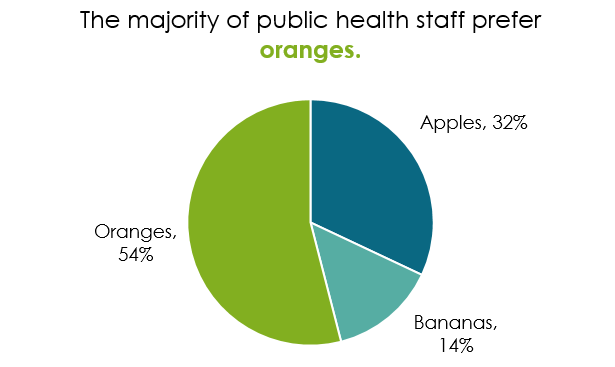 The majority of public health staff prefer
oranges.
Apples, 32%
Oranges,
54%
Bananas,
14%